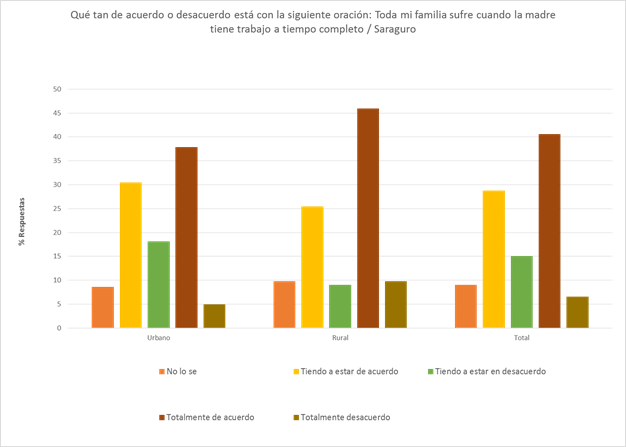 Qué tan de acuerdo o desacuerdo está con la siguiente oración: Toda mi familia sufre cuando la madre
tiene trabajo a tiempo completo / Saraguro
50
45
40
35
30
25
20
15
10
5
0
% Respuestas
Urbano Rural Total
No lo se Tiendo a estar de acuerdo Tiendo a estar en desacuerdo
Totalmente de acuerdo Totalmente desacuerdo